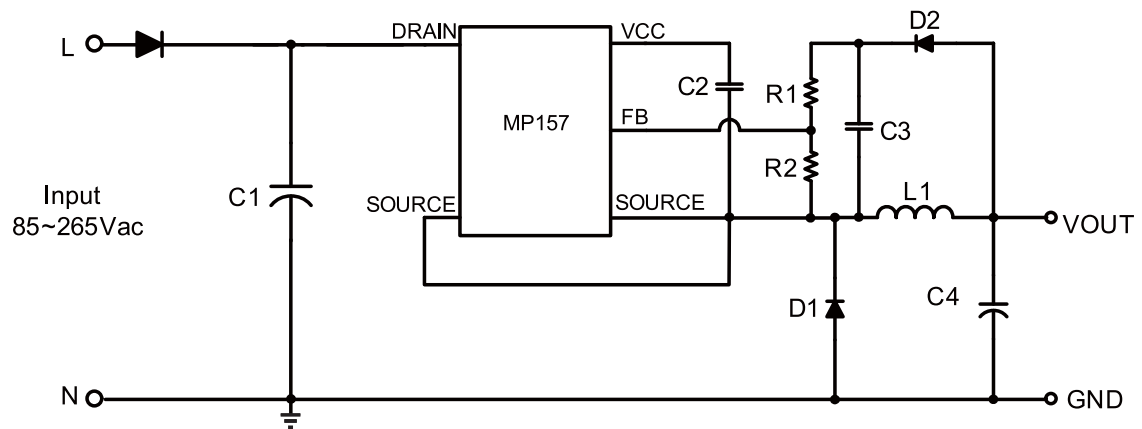 L
DRAIN
VCC
D2
C2
R1
MP157
FB
C3
Input
85~265Vac
C1
R2
SOURCE
SOURCE
L1
VOUT
D1
C4
N
GND